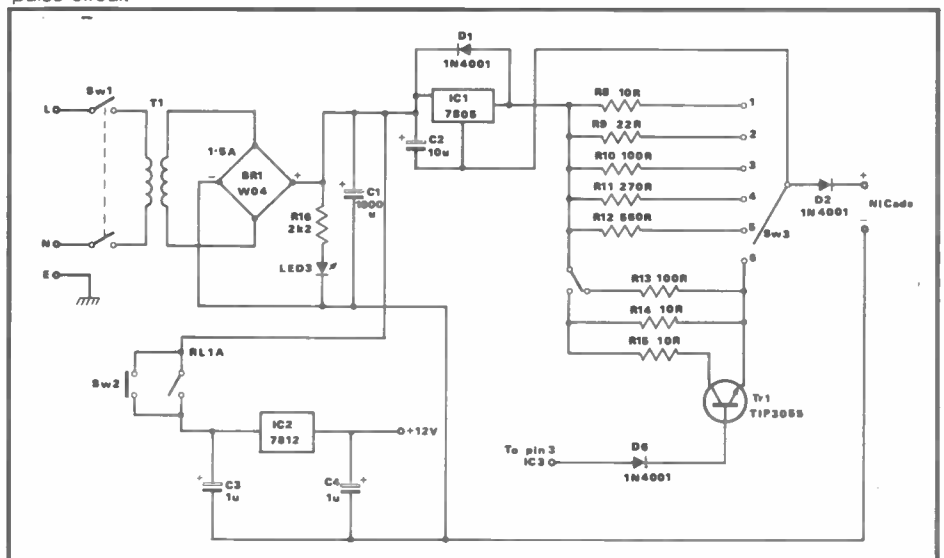 pulse circuit
D1
1N4001
IC1
7805
C2
10u
Sw1
L
T1
N
E
1·5A
BR1
W04
-
+
R16
2k2
LED3
+
C1
1000
u
R8 10R
R9 22R
R10 100R
R11 270R
R12 560R
1
2
3
4
5
6
Sw3
D2
1N4001
+
NiCads
-
R13 100R
R14 10R
R15 10R
Tr1
TIP3055
To pin 3
IC3
D6
1N4001
RL1A
Sw2
IC2
7812
+12V
+
C3
1u
C4
1u
+